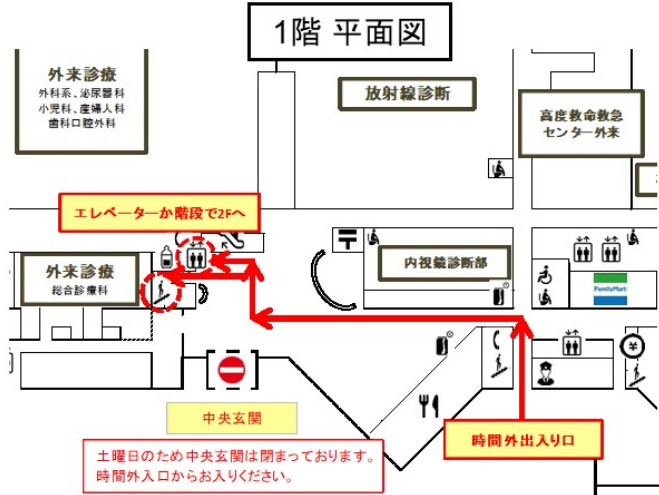 1階 平面図
外来診療
外科系、泌尿器科
小児科、産婦人科
歯科口腔外科
放射線診断
高度救命救急
センター外来
エレベーターか階段で2Fへ
外来診療
総合診療科
〒
内視鏡診断部
FamilyMart
¥
中央玄関
時間外出入り口
土曜日のため中央玄関は閉まっております。
時間外入口からお入りください。